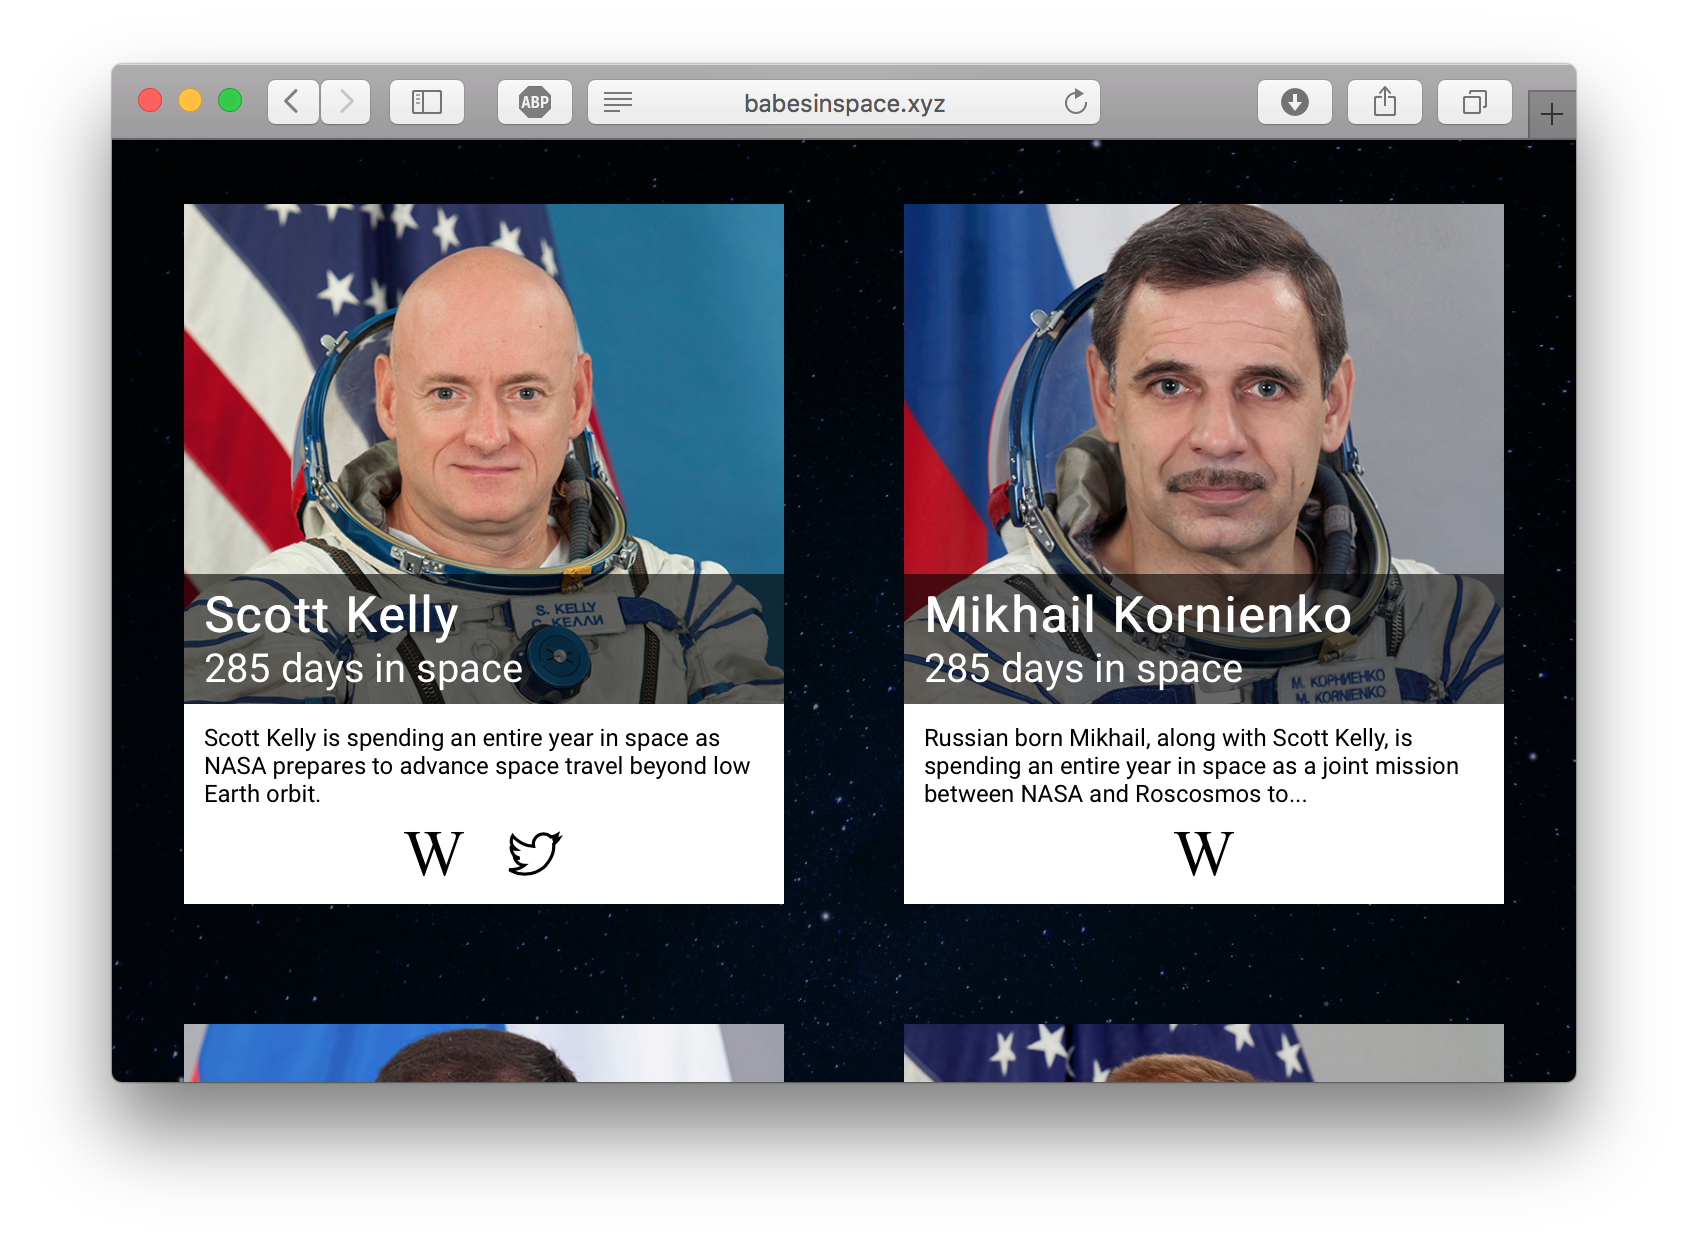 ABP
babesinspace.xyz
S. KELLY
С. КЕЛЛИ
Scott Kelly
285 days in space
Scott Kelly is spending an entire year in space as
NASA prepares to advance space travel beyond low
Earth orbit.
W
Mikhail Kornienko
285 days in space
М. КОРНИЕНКО
M. KORNIENKO
Russian born Mikhail, along with Scott Kelly, is
spending an entire year in space as a joint mission
between NASA and Roscosmos to...
W